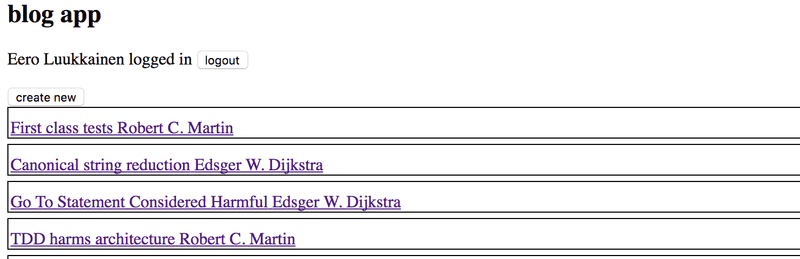 blog app
Eero Luukkainen logged in logout
create new
First class tests Robert C. Martin
Canonical string reduction Edsger W. Dijkstra
Go To Statement Considered Harmful Edsger W. Dijkstra
TDD harms architecture Robert C. Martin